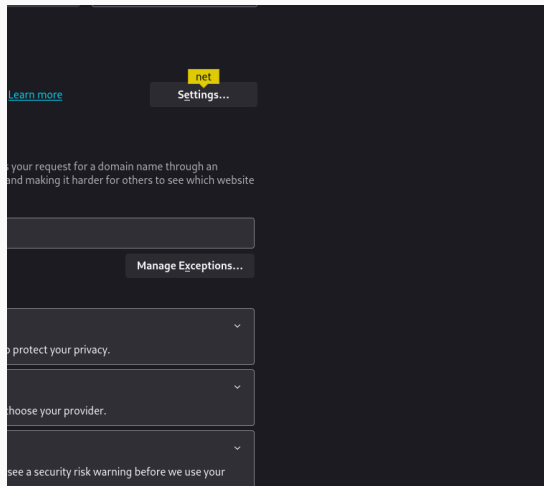 net
Learn more
Settings...
s your request for a domain name through an
and making it harder for others to see which website
Manage Exceptions...
o protect your privacy.
choose your provider.
see a security risk warning before we use your